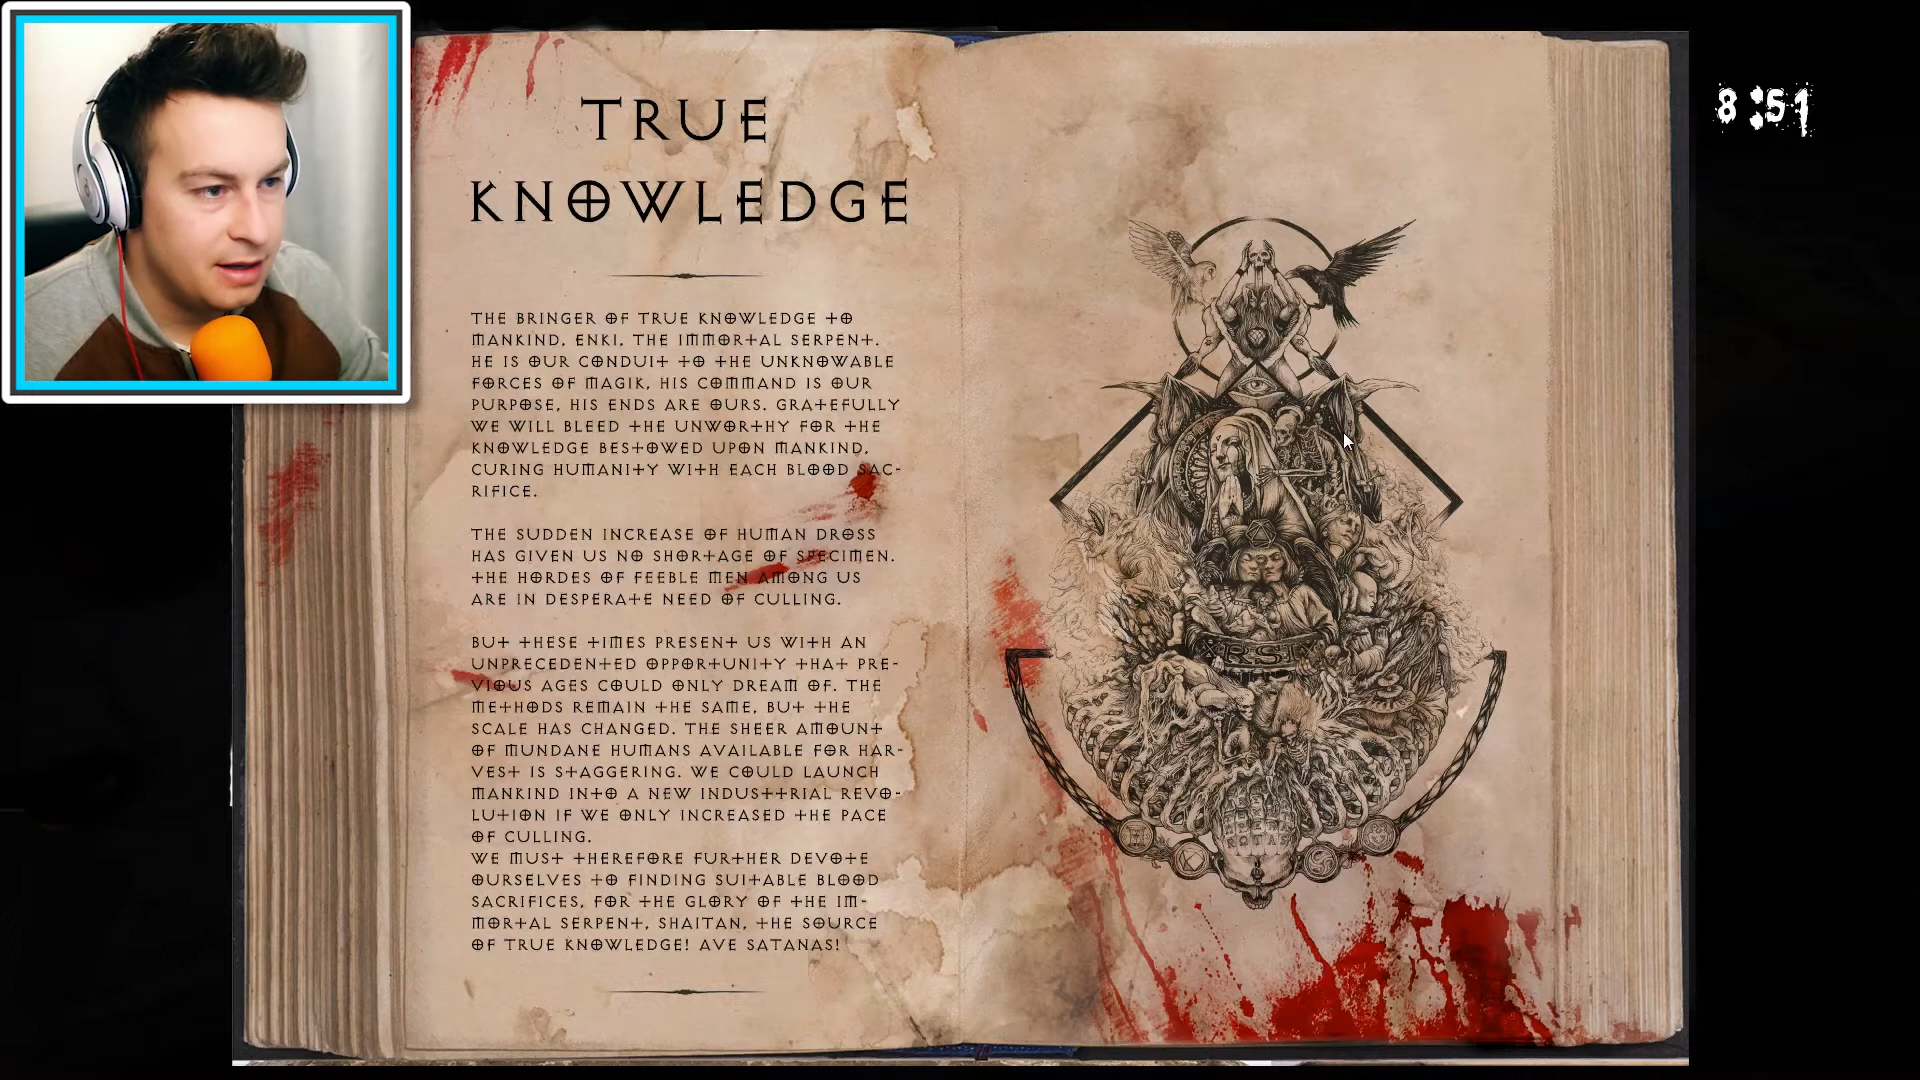 TRUE
KNOWLEDGE
THE BRINGER OF TRUE KNOWLEDGE TO
MANKIND, ENKI, THE IMMORTAL SERPENT.
HE IS OUR CONDUIT TO THE UNKNOWABLE
FORCES OF MAGIK, HIS COMMAND IS OUR
PURPOSE, HIS ENDS ARE OURS. GRATEFULLY
WE WILL BLEED THE UNWORTHY FOR THE
KNOWLEDGE BESTOWED UPON MANKIND,
CURING HUMANITY WITH EACH BLOOD SAC-
RIFICE.
THE SUDDEN INCREASE OF HUMAN DROSS
HAS GIVEN US NO SHORTAGE OF SPECIMEN.
THE HORDES OF FEEBLE MEN AMONG US
ARE IN DESPERATE NEED OF CULLING.
BUT THESE TIMES PRESENT US WITH AN
UNPRECEDENTED OPPORTUNITY THAT PRE-
VIOUS AGES COULD ONLY DREAM OF. THE
METHODS REMAIN THE SAME, BUT THE
SCALE HAS CHANGED. THE SHEER AMOUNT
OF MUNDANE HUMANS AVAILABLE FOR HAR-
VEST IS STAGGERING. WE COULD LAUNCH
MANKIND INTO A NEW INDUSTTRIAL REVO-
LUTION IF WE ONLY INCREASED THE PACE
OF CULLING.
WE MUST THEREFORE FURTHER DEVOTE
OURSELVES TO FINDING SUITABLE BLOOD
SACRIFICES, FOR THE GLORY OF THE IM-
MORTAL SERPENT, SHAITAN, THE SOURCE
OF TRUE KNOWLEDGE! AVE SATANAS!
8:51
ROTAS